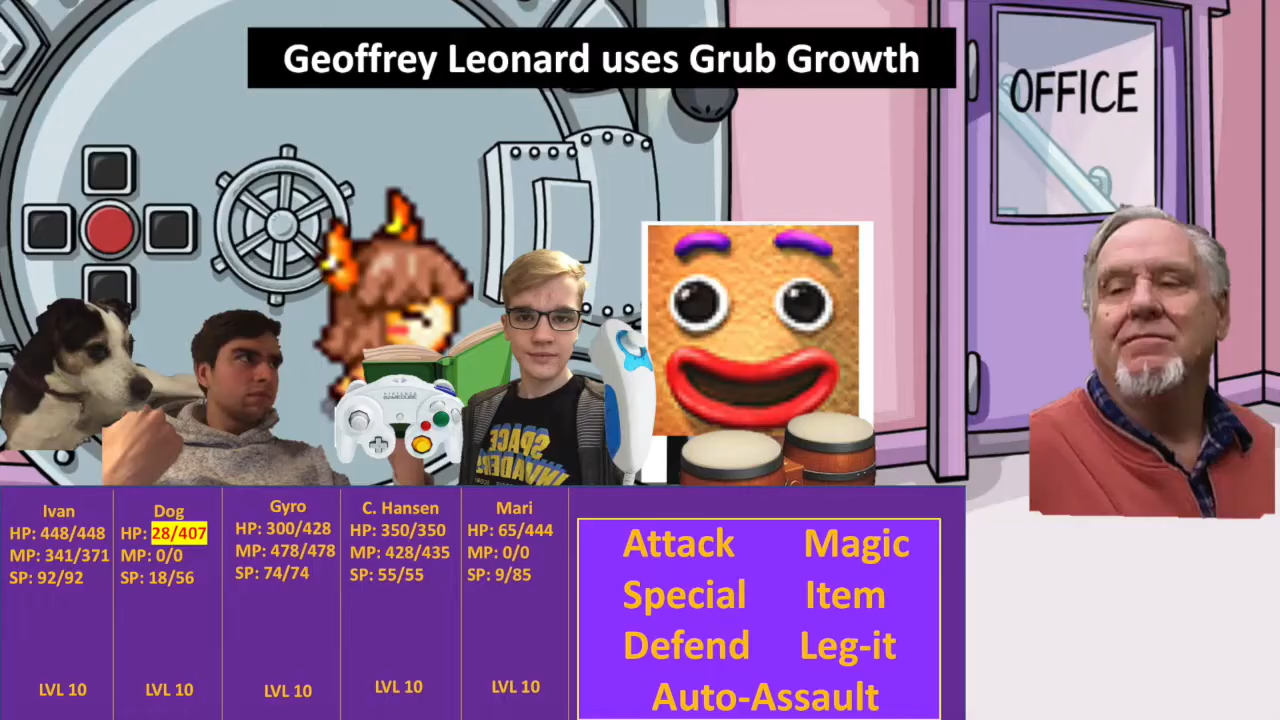 Geoffrey Leonard uses Grub Growth
OFFICE
SPACE
INVADERS
Ivan
HP: 448/448
MP: 341/371
SP: 92/92
LVL 10
Dog
HP: 28/407
MP: 0/0
SP: 18/56
LVL 10
Gyro
HP: 300/428
MP: 478/478
SP: 74/74
LVL 10
C. Hansen
HP: 350/350
MP: 428/435
SP: 55/55
LVL 10
Mari
HP: 65/444
MP: 0/0
SP: 9/85
LVL 10
Attack Magic
Special Item
Defend Leg-it
Auto-Assault